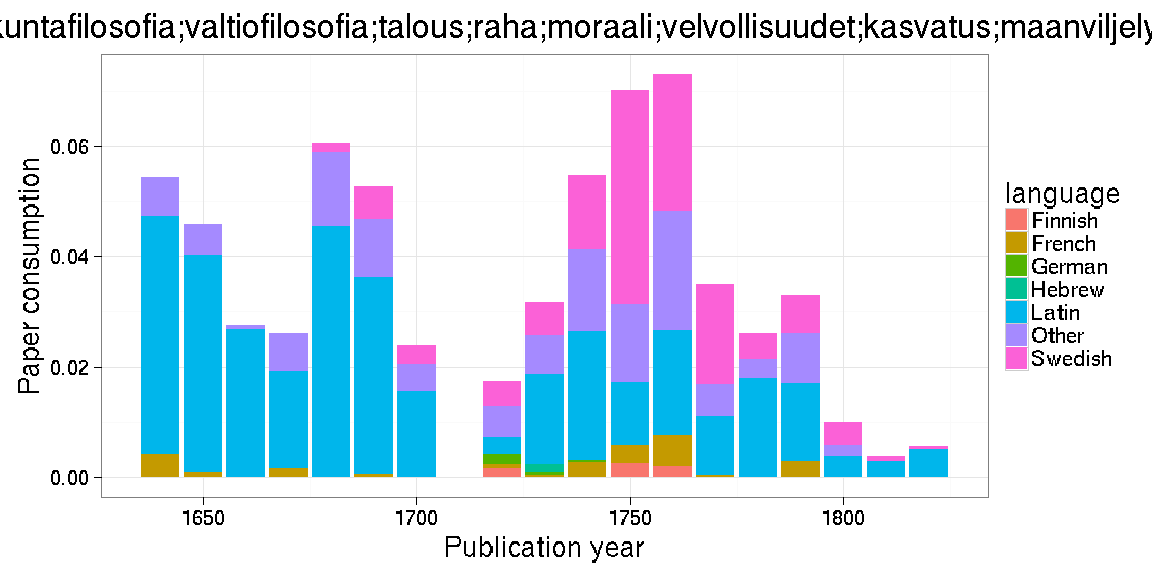 kuntafilosofia;valtiofilosofia;talous;raha;moraali;velvollisuudet;kasvatus;maanviljely
Paper consumption
0.06
0.04
0.02
0.00
1650
1700
1750
1800
Publication year
language
Finnish
French
German
Hebrew
Latin
Other
Swedish